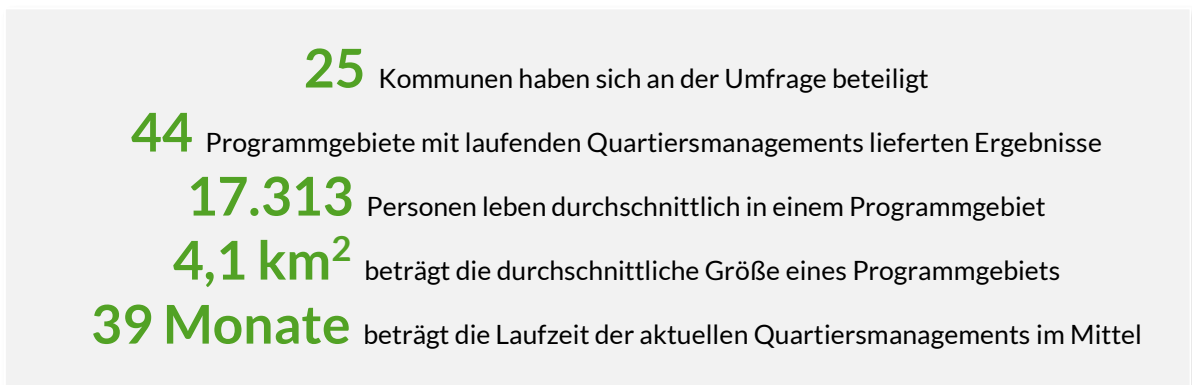 25 Kommunen haben sich an der Umfrage beteiligt
44 Programmgebiete mit laufenden Quartiersmanagements lieferten Ergebnisse
17.313 Personen leben durchschnittlich in einem Programmgebiet
4,1 km² beträgt die durchschnittliche Größe eines Programmgebiets
39 Monate beträgt die Laufzeit der aktuellen Quartiersmanagements im Mittel